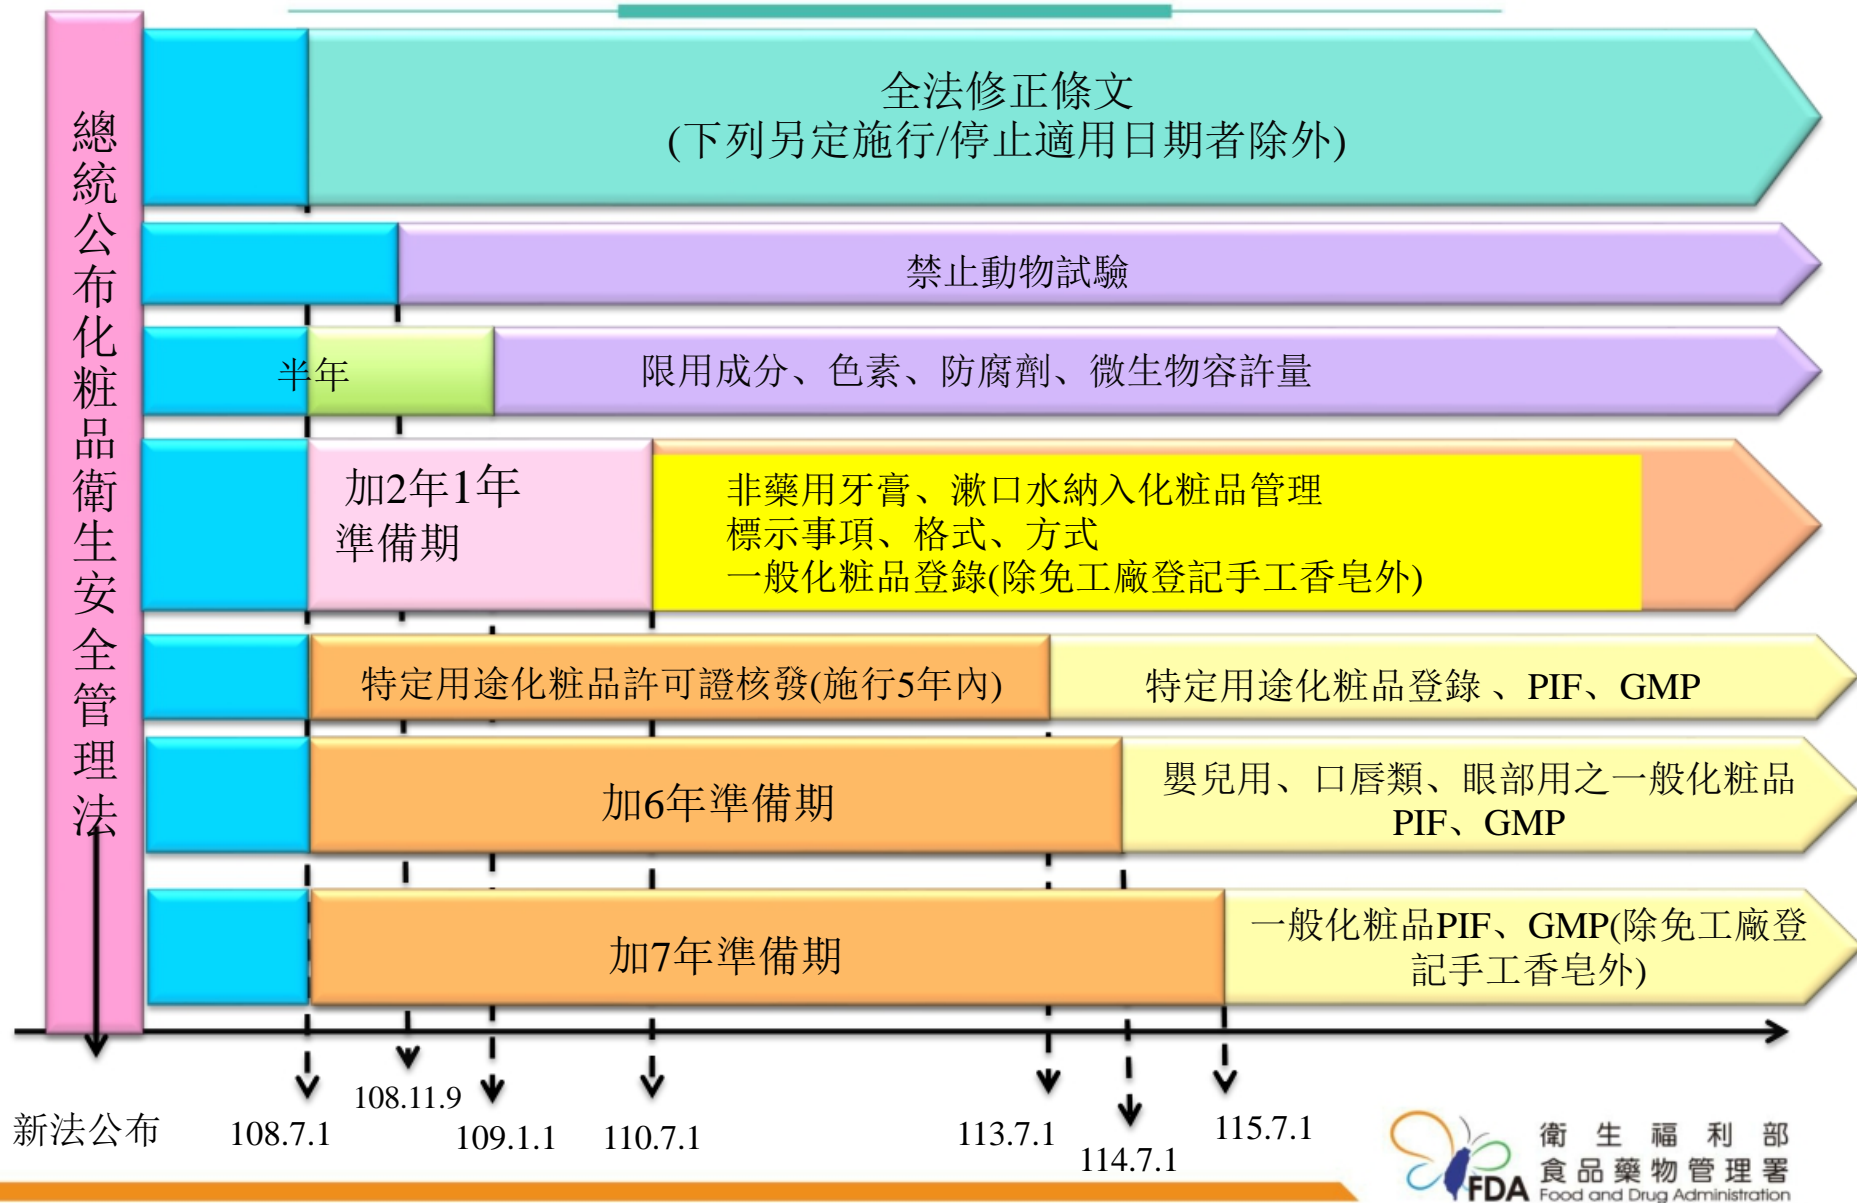 總統公布化粧品衛生安全管理法
全法修正條文
(下列另定施行/停止適用日期者除外)
禁止動物試驗
半年
限用成分、色素、防腐劑、微生物容許量
加2年1年
準備期
非藥用牙膏、漱口水納入化粧品管理
標示事項、格式、方式
一般化粧品登錄(除免工廠登記手工香皂外)
特定用途化粧品許可證核發(施行5年內)
特定用途化粧品登錄 、PIF、GMP
加6年準備期
嬰兒用、口唇類、眼部用之一般化粧品
PIF、GMP
加7年準備期
一般化粧品PIF、GMP(除免工廠登
記手工香皂外)
新法公布
108.7.1
108.11.9
109.1.1
110.7.1
113.7.1
114.7.1
115.7.1
衛生福利部
食品藥物管理署
FDA Food and Drug Administration